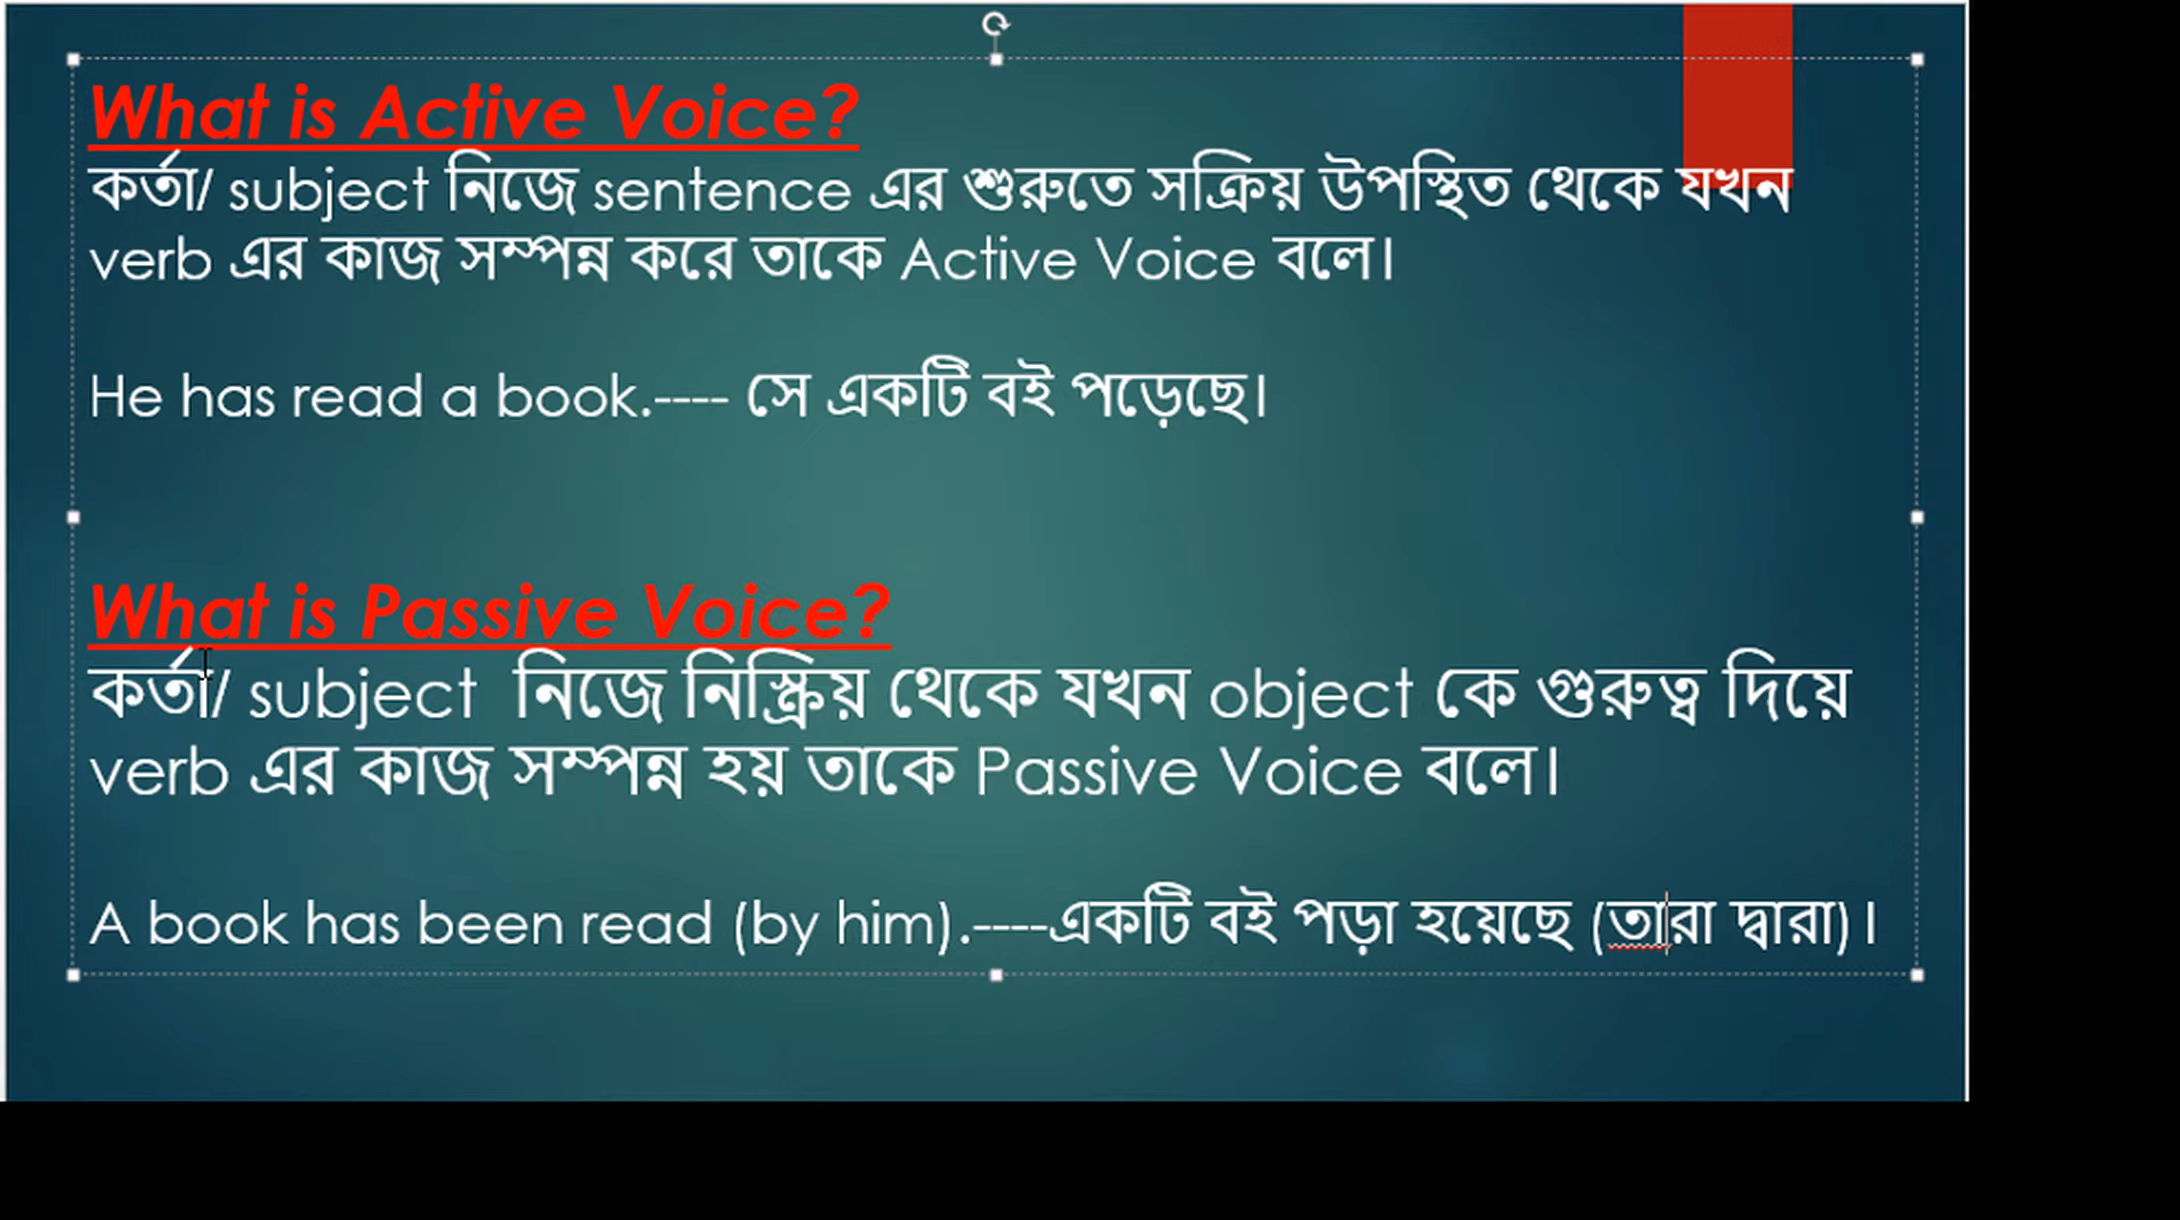 What is Active Voice?
কর্তা/ subject নিজে sentence এর শুরুতে সক্রিয় উপস্থিত থেকে যখন
verb এর কাজ সম্পন্ন করে তাকে Active Voice বলে।
He has read a book.---- সে একটি বই পড়েছে।
What is Passive Voice?
কর্তা/ subject নিজে নিস্ক্রিয় থেকে যখন object কে গুরুত্ব দিয়ে
verb এর কাজ সম্পন্ন হয় তাকে Passive Voice বলে।
A book has been read (by him).----একটি বই পড়া হয়েছে (তারা দ্বারা) ।